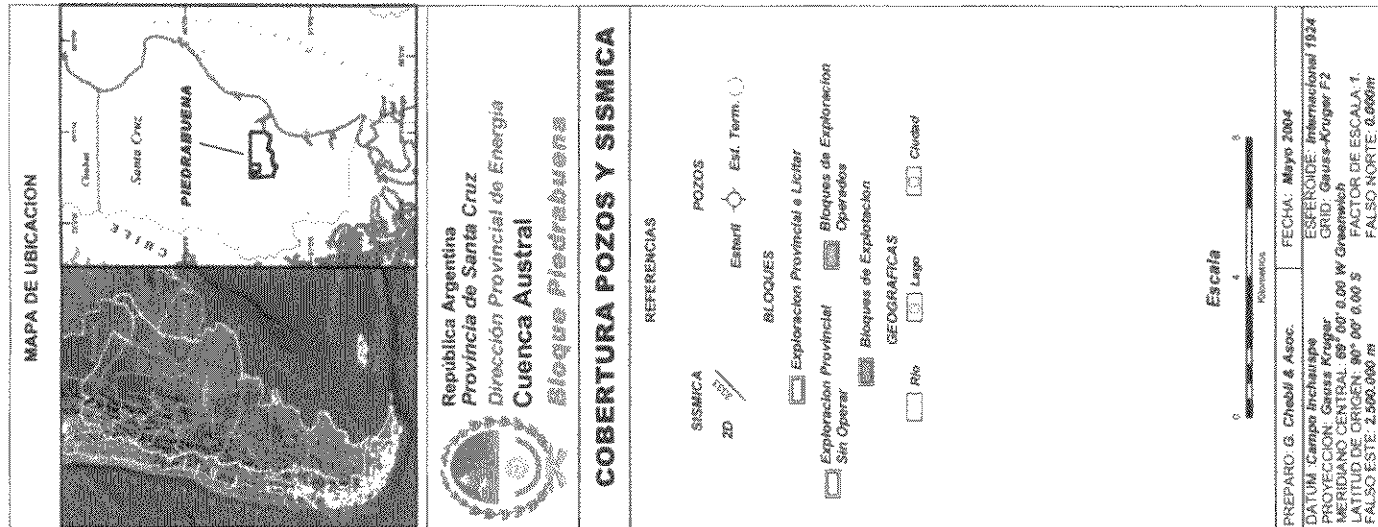 MAPA DE UBICACION
Chubut
Santa Cruz
PIEDRABUENA
CHILE
República Argentina
Provincia de Santa Cruz
Dirección Provincial de Energía
Cuenca Austral
Bloque Piedrabuena
COBERTURA POZOS Y SISMICA
REFERENCIAS
SISMICA
POZOS
2D
Esteril
Est. Term.
BLOQUES
Exploracion Provincial a Licitar
Exploracion Provincial Sin Operar
Bloques de Exploracion Operados
Bloques de Explotacion
GEOGRAFICAS
Rio
Lago
Ciudad
Escala
0 4 8
Kilometros
PREPARO: G. Chebli & Asoc.
FECHA: Mayo 2004
DATUM: Campo Inchauspe
ESFEROIDE: Internacional 1924
PROYECCION: Gauss Kruger
GRID: Gauss-Kruger F2
MERIDIANO CENTRAL: 69° 00' 0.00 W Greenwich
LATITUD DE ORIGEN: 90° 00' 0.00 S
FACTOR DE ESCALA: 1.
FALSO ESTE: 2.500.000 m
FALSO NORTE: 0.000m